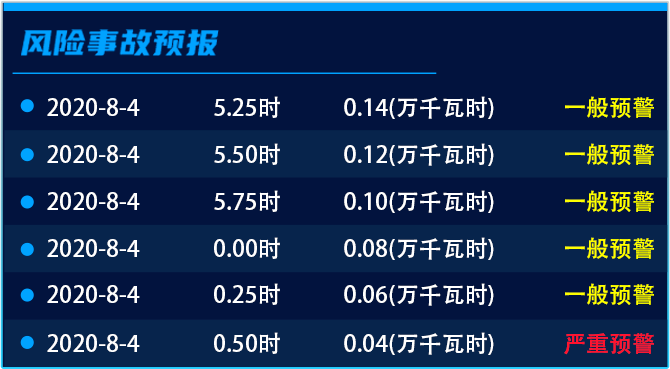 风险事故预报
2020-8-4 5.25时 0.14(万千瓦时) 一般预警
2020-8-4 5.50时 0.12(万千瓦时) 一般预警
2020-8-4 5.75时 0.10(万千瓦时) 一般预警
2020-8-4 0.00时 0.08(万千瓦时) 一般预警
2020-8-4 0.25时 0.06(万千瓦时) 一般预警
2020-8-4 0.50时 0.04(万千瓦时) 严重预警